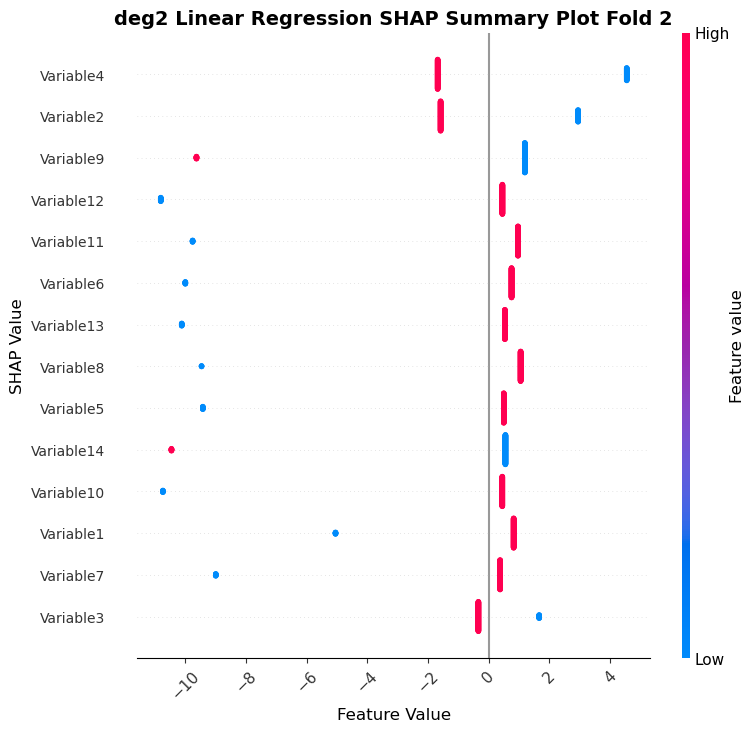 deg2 Linear Regression SHAP Summary Plot Fold 2
High
Variable4
Variable2
Variable9
Variable12
Variable11
Variable6
Variable13
Variable8
Variable5
Variable14
Variable10
Variable1
Variable7
Variable3
SHAP Value
Feature value
Low
−10 −8 −6 −4 −2 0 2 4
Feature Value